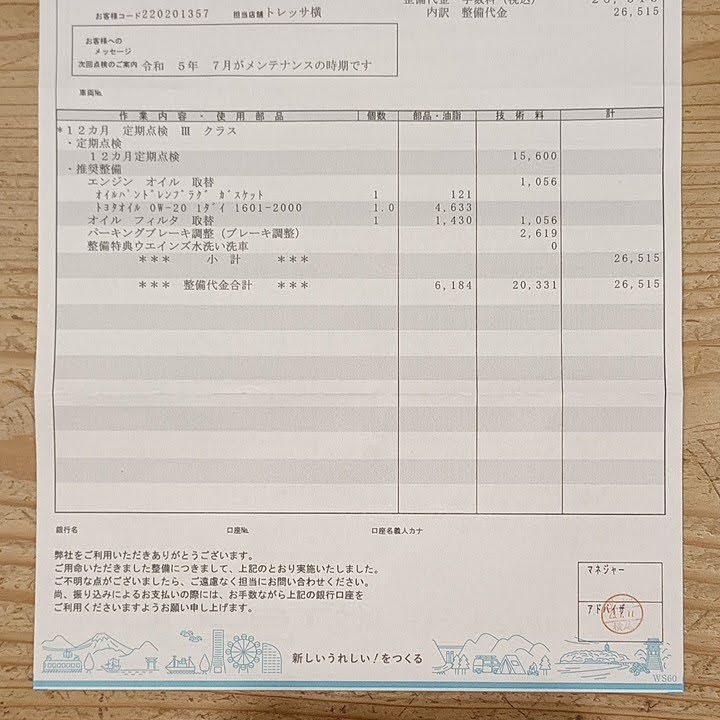 お客様コード220201357 担当店舗 トレッサ横
内訳 整備代金 26,515
お客様への
メッセージ
次回点検のご案内 令和 5年 7月がメンテナンスの時期です
車両№
作業内容・使用部品 個数 部品・油脂 技術料 計
*12カ月 定期点検 Ⅲ クラス
・定期点検
12カ月定期点検 15,600
・推奨整備
エンジン オイル 取替 1,056
オイルパンドレンプラグ ガスケット 1 121
トヨタオイル 0W-20 1ダイ 1601-2000 1.0 4,633
オイル フィルタ 取替 1 1,430 1,056
パーキングブレーキ調整(ブレーキ調整) 2,619
整備特典ウエインズ水洗い洗車 0
*** 小 計 *** 26,515
*** 整備代金合計 *** 6,184 20,331 26,515
銀行名 口座№ 口座名義人カナ
弊社をご利用いただきありがとうございます。
ご用命いただきました整備につきまして、上記のとおり実施いたしました。
ご不明な点がございましたら、ご遠慮なく担当にお問い合わせください。
尚、振り込みによるお支払いの際には、お手数ながら上記の銀行口座を
ご利用くださいますようお願い申し上げます。
マネジャー
アドバイザ
新しいうれしい!をつくる
WS60